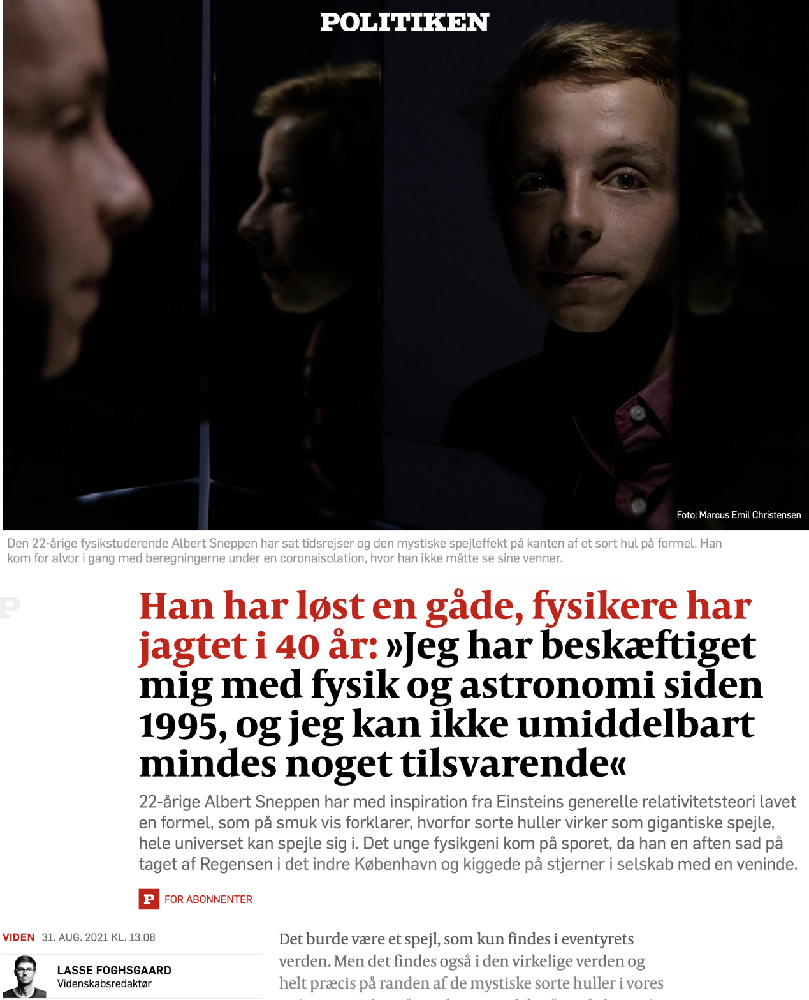 POLITIKEN
Foto: Marcus Emil Christensen
Den 22-årige fysikstuderende Albert Sneppen har sat tidsrejser og den mystiske spejleffekt på kanten af et sort hul på formel. Han
kom for alvor i gang med beregningerne under en coronaisolation, hvor han ikke måtte se sine venner.
P
Han har løst en gåde, fysikere har
jagtet i 40 år: »Jeg har beskæftiget
mig med fysik og astronomi siden
1995, og jeg kan ikke umiddelbart
mindes noget tilsvarende«
22-årige Albert Sneppen har med inspiration fra Einsteins generelle relativitetsteori lavet
en formel, som på smuk vis forklarer, hvorfor sorte huller virker som gigantiske spejle,
hele universet kan spejle sig i. Det unge fysikgeni kom på sporet, da han en aften sad på
taget af Regensen i det indre København og kiggede på stjerner i selskab med en veninde.
P FOR ABONNENTER
VIDEN 31. AUG. 2021 KL. 13.08
LASSE FOGHSGAARD
Videnskabsredaktør
Det burde være et spejl, som kun findes i eventyrets
verden. Men det findes også i den virkelige verden og
helt præcis på randen af de mystiske sorte huller i vores